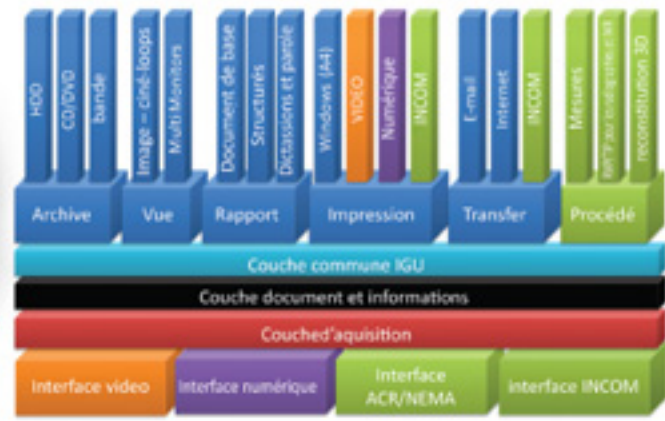 HDD
CD/DVD
bande
Image – ciné-loops
Multi Monitors
Document de base
Structurés
Dictassions et parole
Windows (A4)
VIDEO
Numérique
INCOM
E-mail
Internet
INCOM
Mesures
reconstitution 3D
Archive
Vue
Rapport
Impression
Transfer
Procédé
Couche commune IGU
Couche document et informations
Couched'aquisition
Interface video
Interface numérique
Interface
ACR/NEMA
interface INCOM